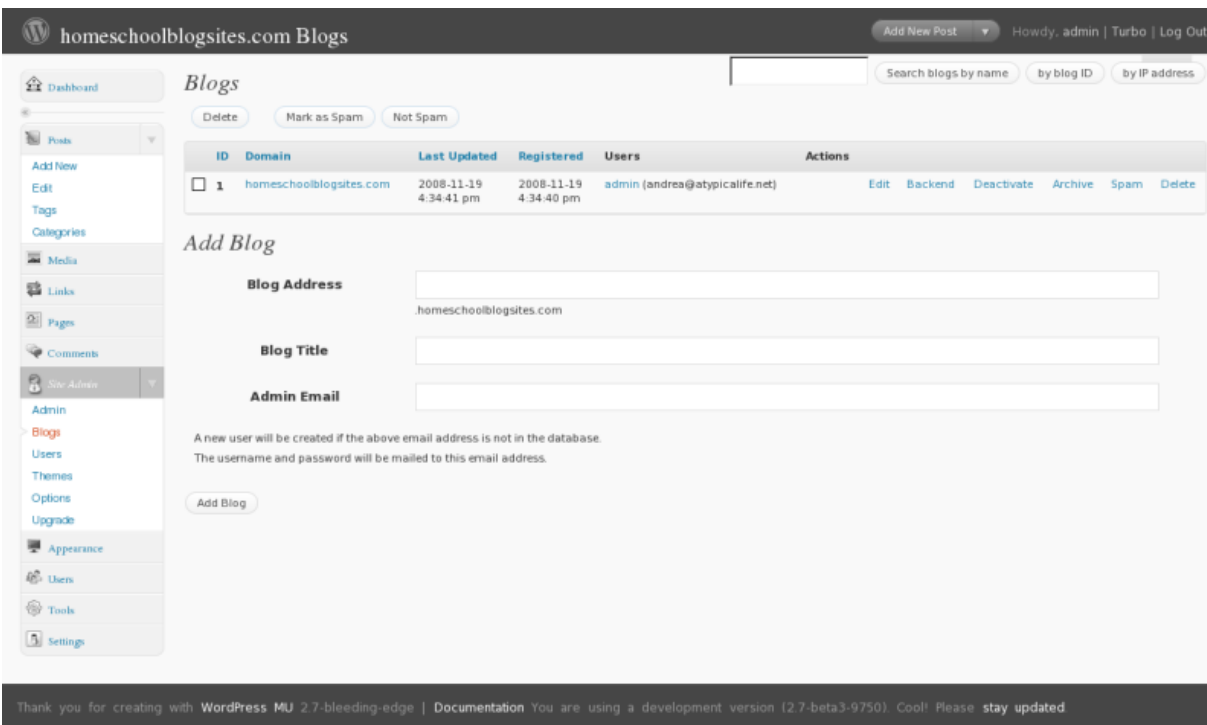 homeschoolblogsites.com Blogs
Add New Post
Howdy, admin | Turbo | Log Out
Dashboard
Posts
Add New
Edit
Tags
Categories
Media
Links
Pages
Comments
Site Admin
Admin
Blogs
Users
Themes
Options
Upgrade
Appearance
Users
Tools
Settings
Blogs
Search blogs by name by blog ID by IP address
Delete Mark as Spam Not Spam
ID Domain Last Updated Registered Users Actions
1 homeschoolblogsites.com 2008-11-19 2008-11-19 admin (andrea@atypicalife.net) Edit Backend Deactivate Archive Spam Delete
4:34:41 pm 4:34:40 pm
Add Blog
Blog Address
.homeschoolblogsites.com
Blog Title
Admin Email
A new user will be created if the above email address is not in the database.
The username and password will be mailed to this email address.
Add Blog
Thank you for creating with WordPress MU 2.7-bleeding-edge | Documentation You are using a development version (2.7-beta3-9750). Cool! Please stay updated.